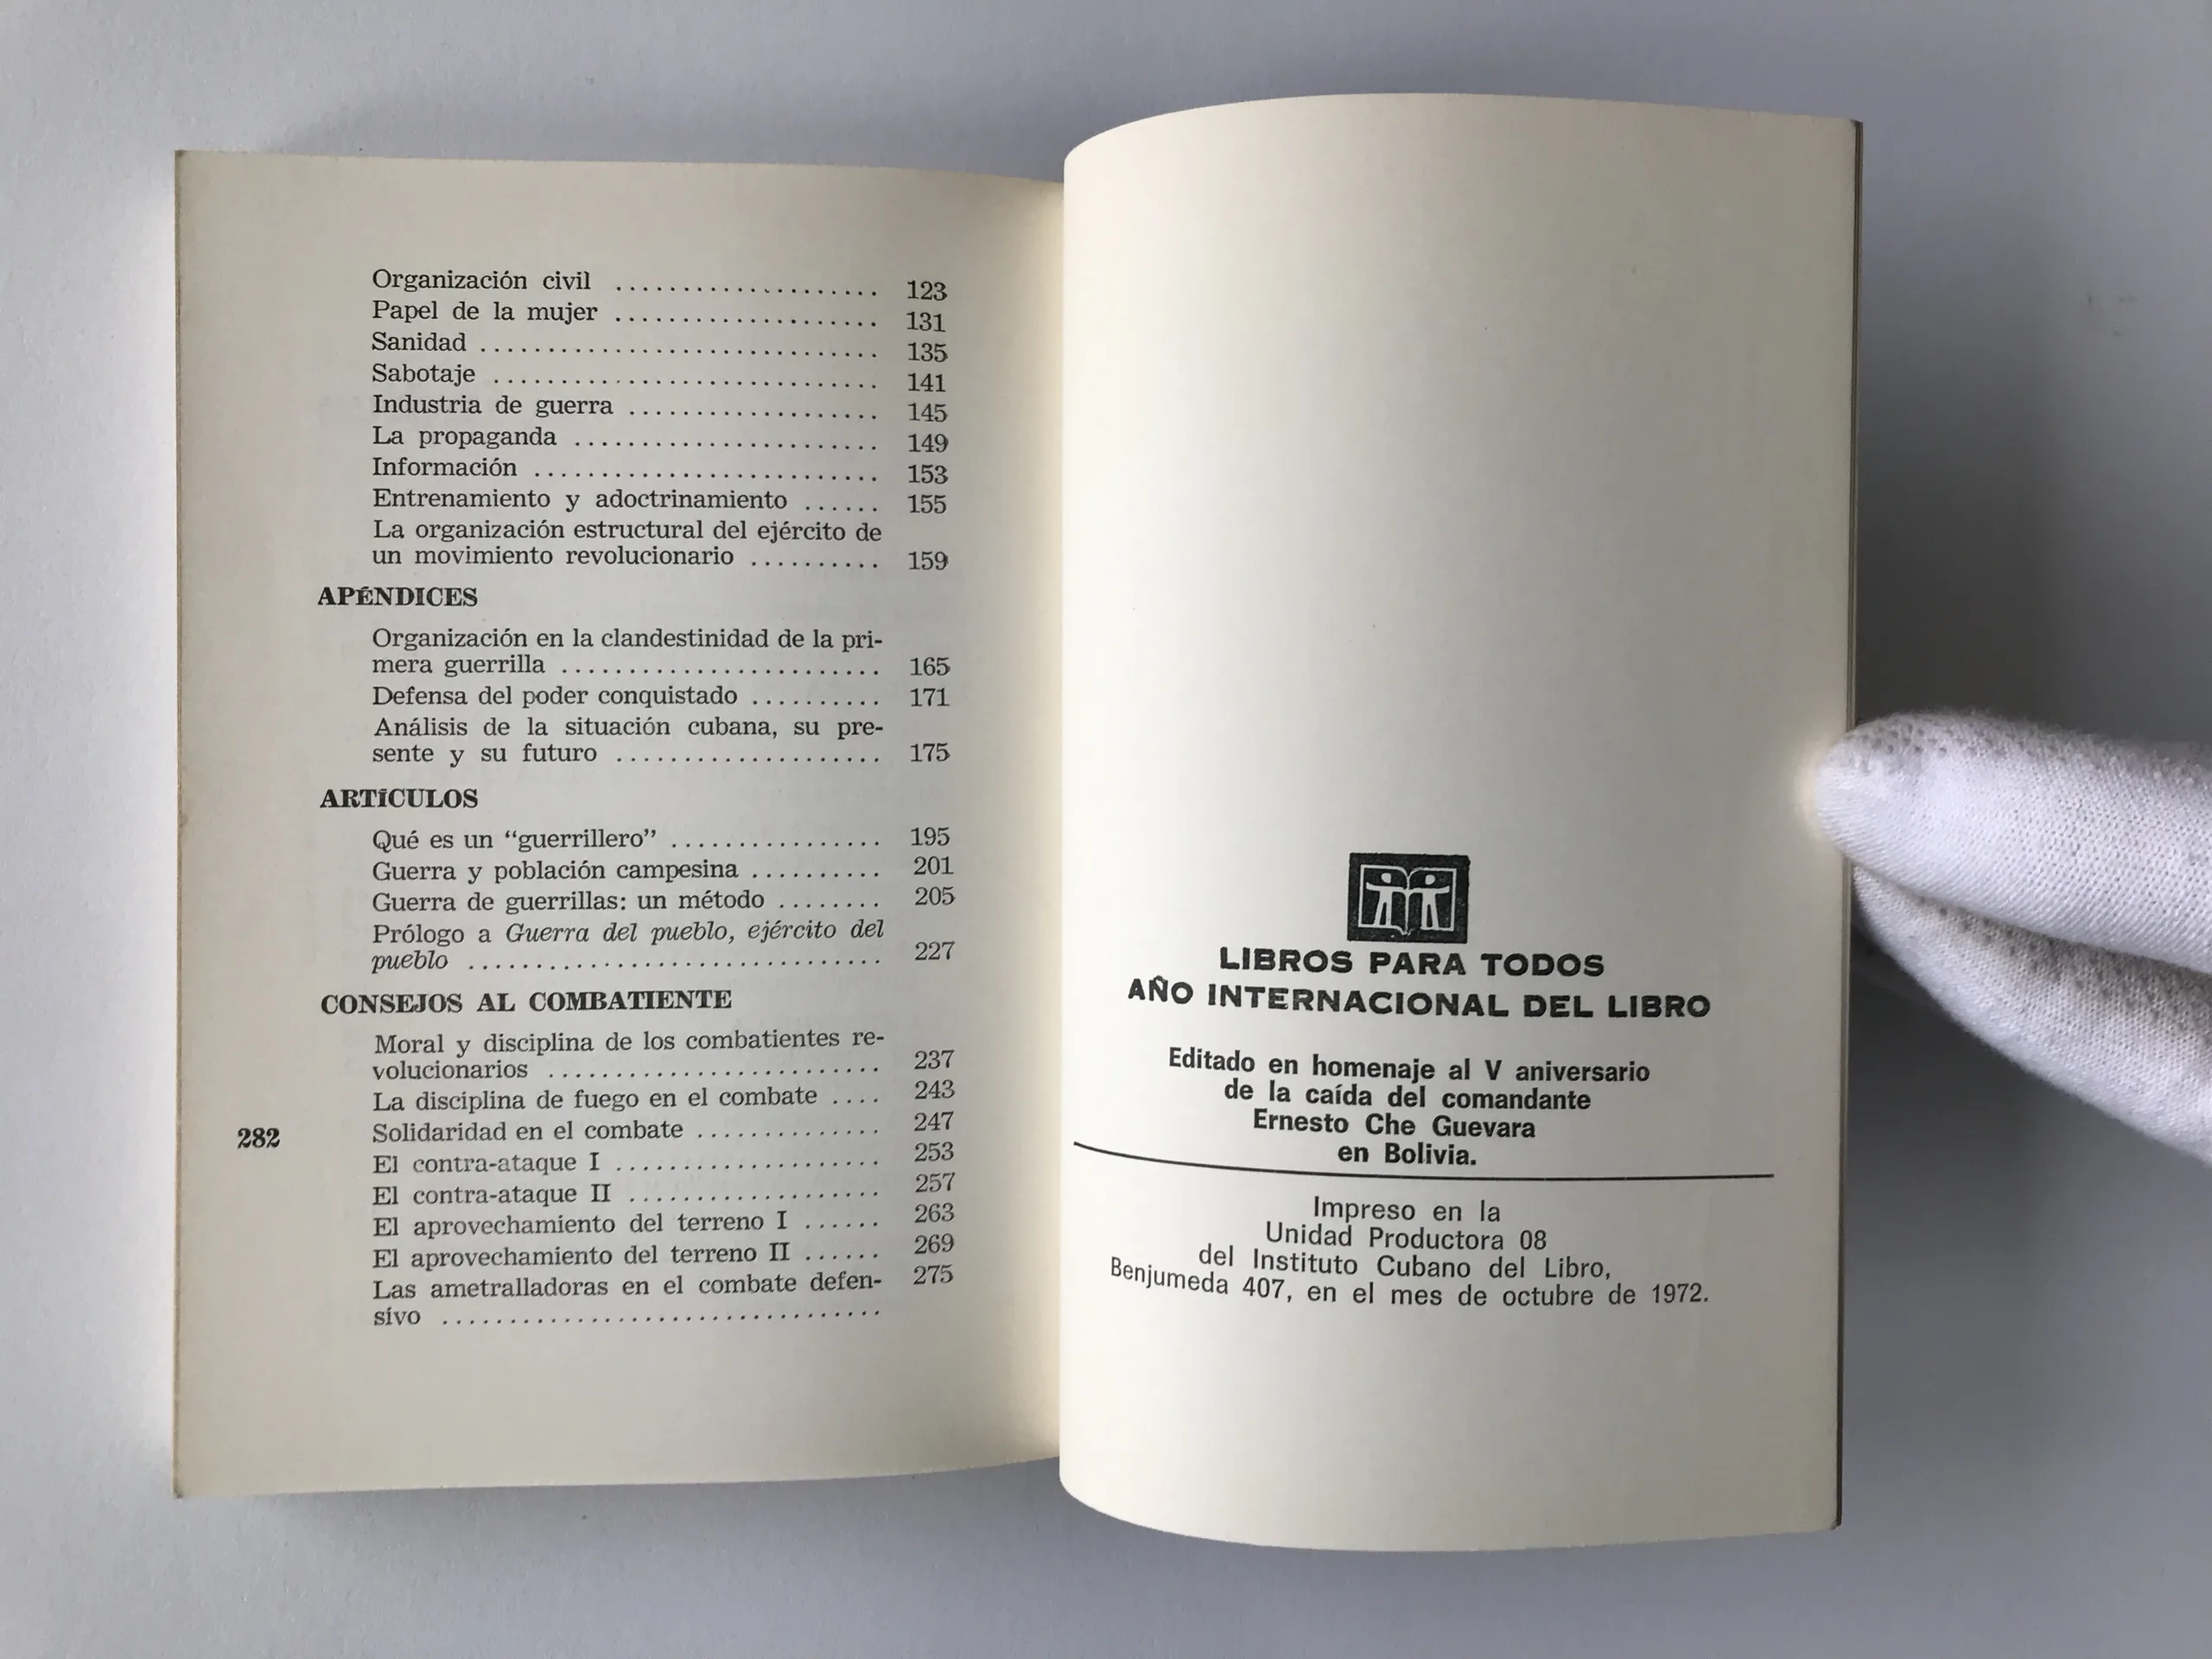 Organización civil .................... 123
Papel de la mujer .................... 131
Sanidad .............................. 135
Sabotaje ............................. 141
Industria de guerra ................... 145
La propaganda ....................... 149
Información .......................... 153
Entrenamiento y adoctrinamiento ...... 155
La organización estructural del ejército de
un movimiento revolucionario .......... 159
APÉNDICES
Organización en la clandestinidad de la pri-
mera guerrilla ........................ 165
Defensa del poder conquistado .......... 171
Análisis de la situación cubana, su pre-
sente y su futuro .................... 175
ARTÍCULOS
Qué es un “guerrillero” ................ 195
Guerra y población campesina .......... 201
Guerra de guerrillas: un método ........ 205
Prólogo a Guerra del pueblo, ejército del
pueblo ............................... 227
CONSEJOS AL COMBATIENTE
Moral y disciplina de los combatientes re-
volucionarios ......................... 237
La disciplina de fuego en el combate .... 243
Solidaridad en el combate .............. 247
El contra-ataque I .................... 253
El contra-ataque II ................... 257
El aprovechamiento del terreno I ...... 263
El aprovechamiento del terreno II ...... 269
Las ametralladoras en el combate defen- 275
sivo .................................
282
LIBROS PARA TODOS
AÑO INTERNACIONAL DEL LIBRO
Editado en homenaje al V aniversario
de la caída del comandante
Ernesto Che Guevara
en Bolivia.
Impreso en la
Unidad Productora 08
del Instituto Cubano del Libro,
Benjumeda 407, en el mes de octubre de 1972.